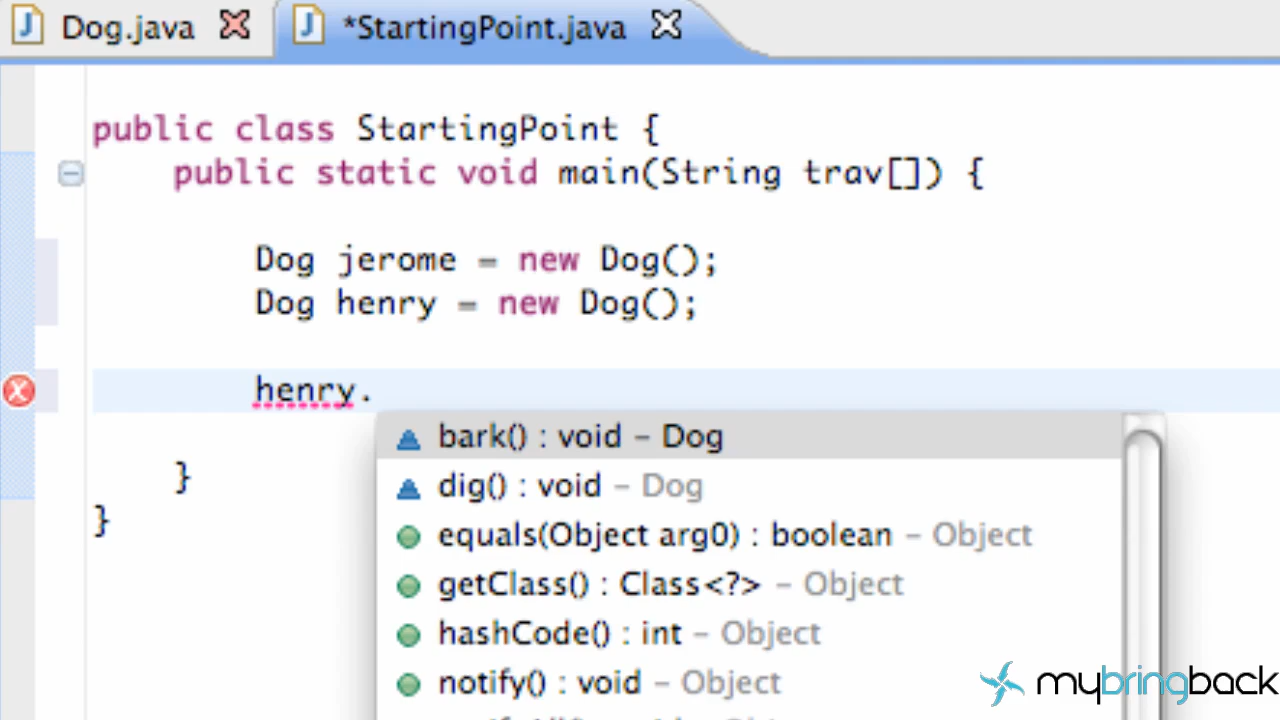 Dog.java
*StartingPoint.java
public class StartingPoint {
public static void main(String trav[]) {
Dog jerome = new Dog();
Dog henry = new Dog();
henry.
bark() : void – Dog
dig() : void – Dog
equals(Object arg0) : boolean – Object
getClass() : Class<?> – Object
hashCode() : int – Object
notify() : void – Object
}
}
mybringback